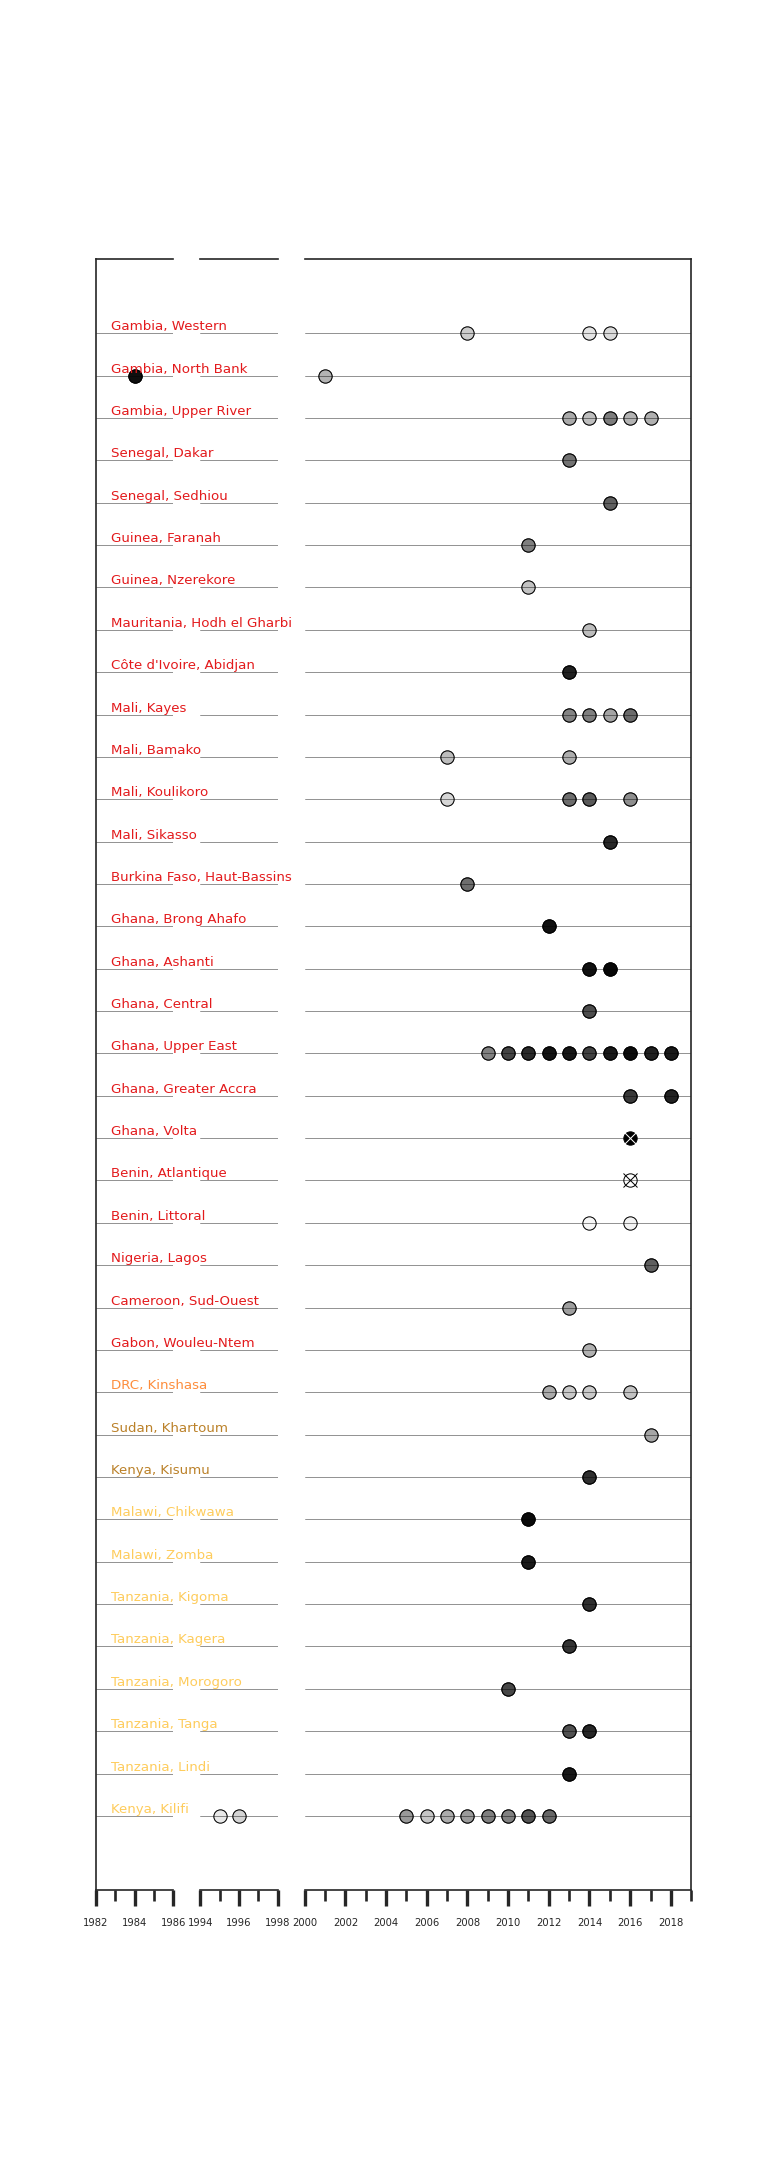 Gambia, Western
Gambia, North Bank
Gambia, Upper River
Senegal, Dakar
Senegal, Sedhiou
Guinea, Faranah
Guinea, Nzerekore
Mauritania, Hodh el Gharbi
Côte d'Ivoire, Abidjan
Mali, Kayes
Mali, Bamako
Mali, Koulikoro
Mali, Sikasso
Burkina Faso, Haut-Bassins
Ghana, Brong Ahafo
Ghana, Ashanti
Ghana, Central
Ghana, Upper East
Ghana, Greater Accra
Ghana, Volta
Benin, Atlantique
Benin, Littoral
Nigeria, Lagos
Cameroon, Sud-Ouest
Gabon, Wouleu-Ntem
DRC, Kinshasa
Sudan, Khartoum
Kenya, Kisumu
Malawi, Chikwawa
Malawi, Zomba
Tanzania, Kigoma
Tanzania, Kagera
Tanzania, Morogoro
Tanzania, Tanga
Tanzania, Lindi
Kenya, Kilifi
1982 1984 1986 1994 1996 1998 2000 2002 2004 2006 2008 2010 2012 2014 2016 2018